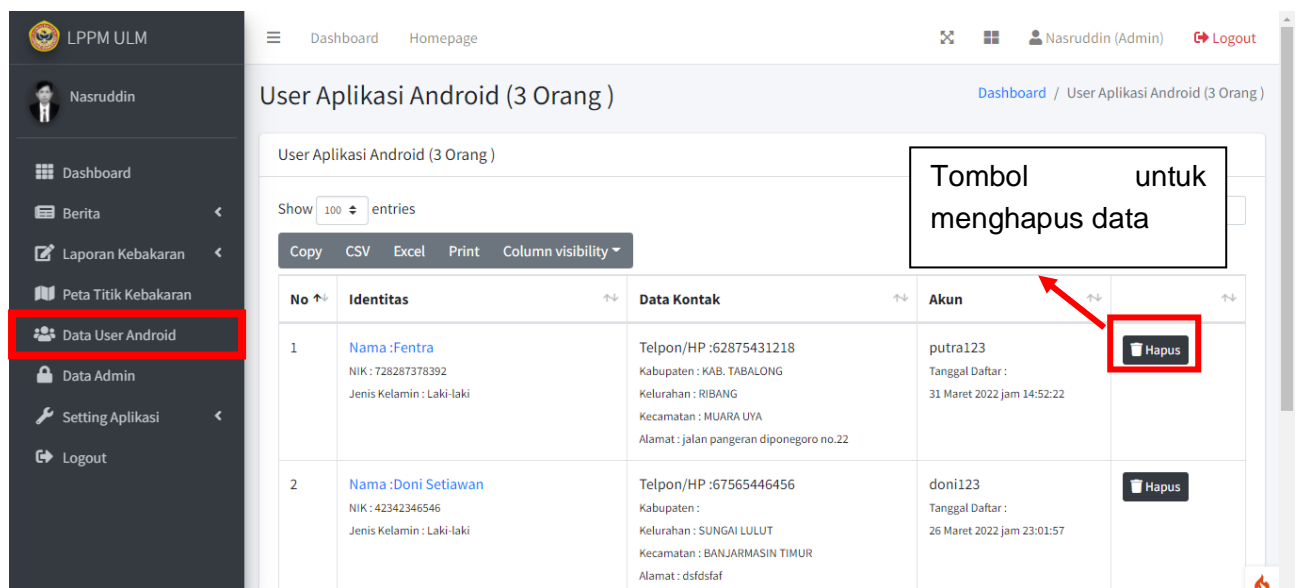 LPPM ULM
Dashboard Homepage
Nasruddin (Admin) Logout
Nasruddin
User Aplikasi Android (3 Orang )
Dashboard / User Aplikasi Android (3 Orang )
Dashboard
Berita
Laporan Kebakaran
Peta Titik Kebakaran
Data User Android
Data Admin
Setting Aplikasi
Logout
User Aplikasi Android (3 Orang )
Tombol untuk
menghapus data
Show 100 entries
Copy CSV Excel Print Column visibility
No Identitas Data Kontak Akun
1
Nama :Fentra
NIK : 728287378392
Jenis Kelamin : Laki-laki
Telpon/HP :62875431218
Kabupaten : KAB. TABALONG
Kelurahan : RIBANG
Kecamatan : MUARA UYA
Alamat : jalan pangeran diponegoro no.22
putra123
Tanggal Daftar :
31 Maret 2022 jam 14:52:22
Hapus
2
Nama :Doni Setiawan
NIK : 42342346546
Jenis Kelamin : Laki-laki
Telpon/HP :67565446456
Kabupaten :
Kelurahan : SUNGAI LULUT
Kecamatan : BANJARMASIN TIMUR
Alamat : dsfdsfaf
doni123
Tanggal Daftar :
26 Maret 2022 jam 23:01:57
Hapus